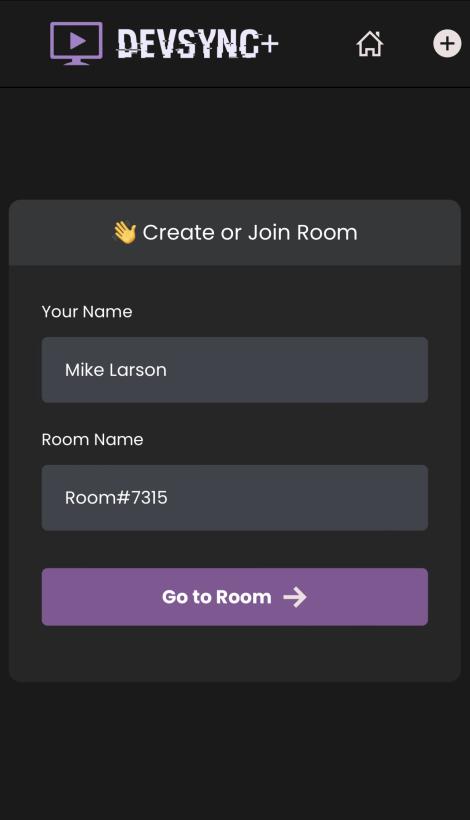 DEVSYNC+
👋 Create or Join Room
Your Name
Mike Larson
Room Name
Room#7315
Go to Room →